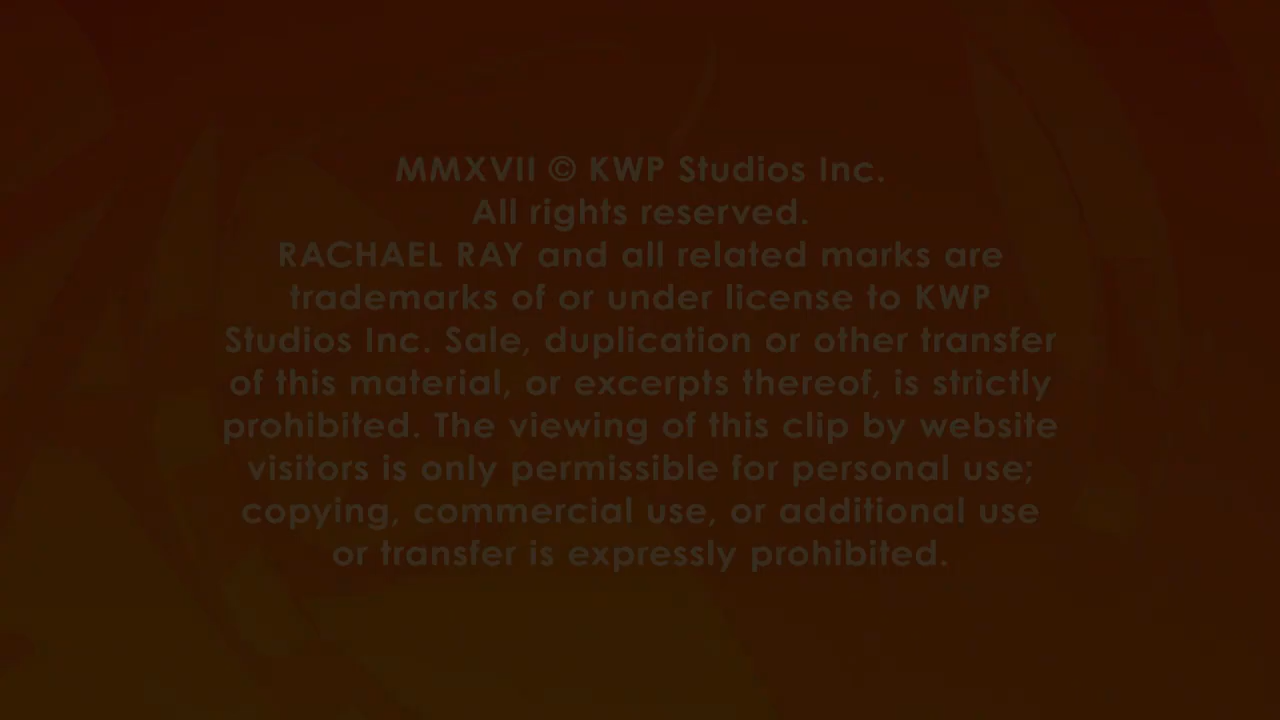 MMXVII © KWP Studios Inc.
All rights reserved.
RACHAEL RAY and all related marks are
trademarks of or under license to KWP
Studios Inc. Sale, duplication or other transfer
of this material, or excerpts thereof, is strictly
prohibited. The viewing of this clip by website
visitors is only permissible for personal use;
copying, commercial use, or additional use
or transfer is expressly prohibited.